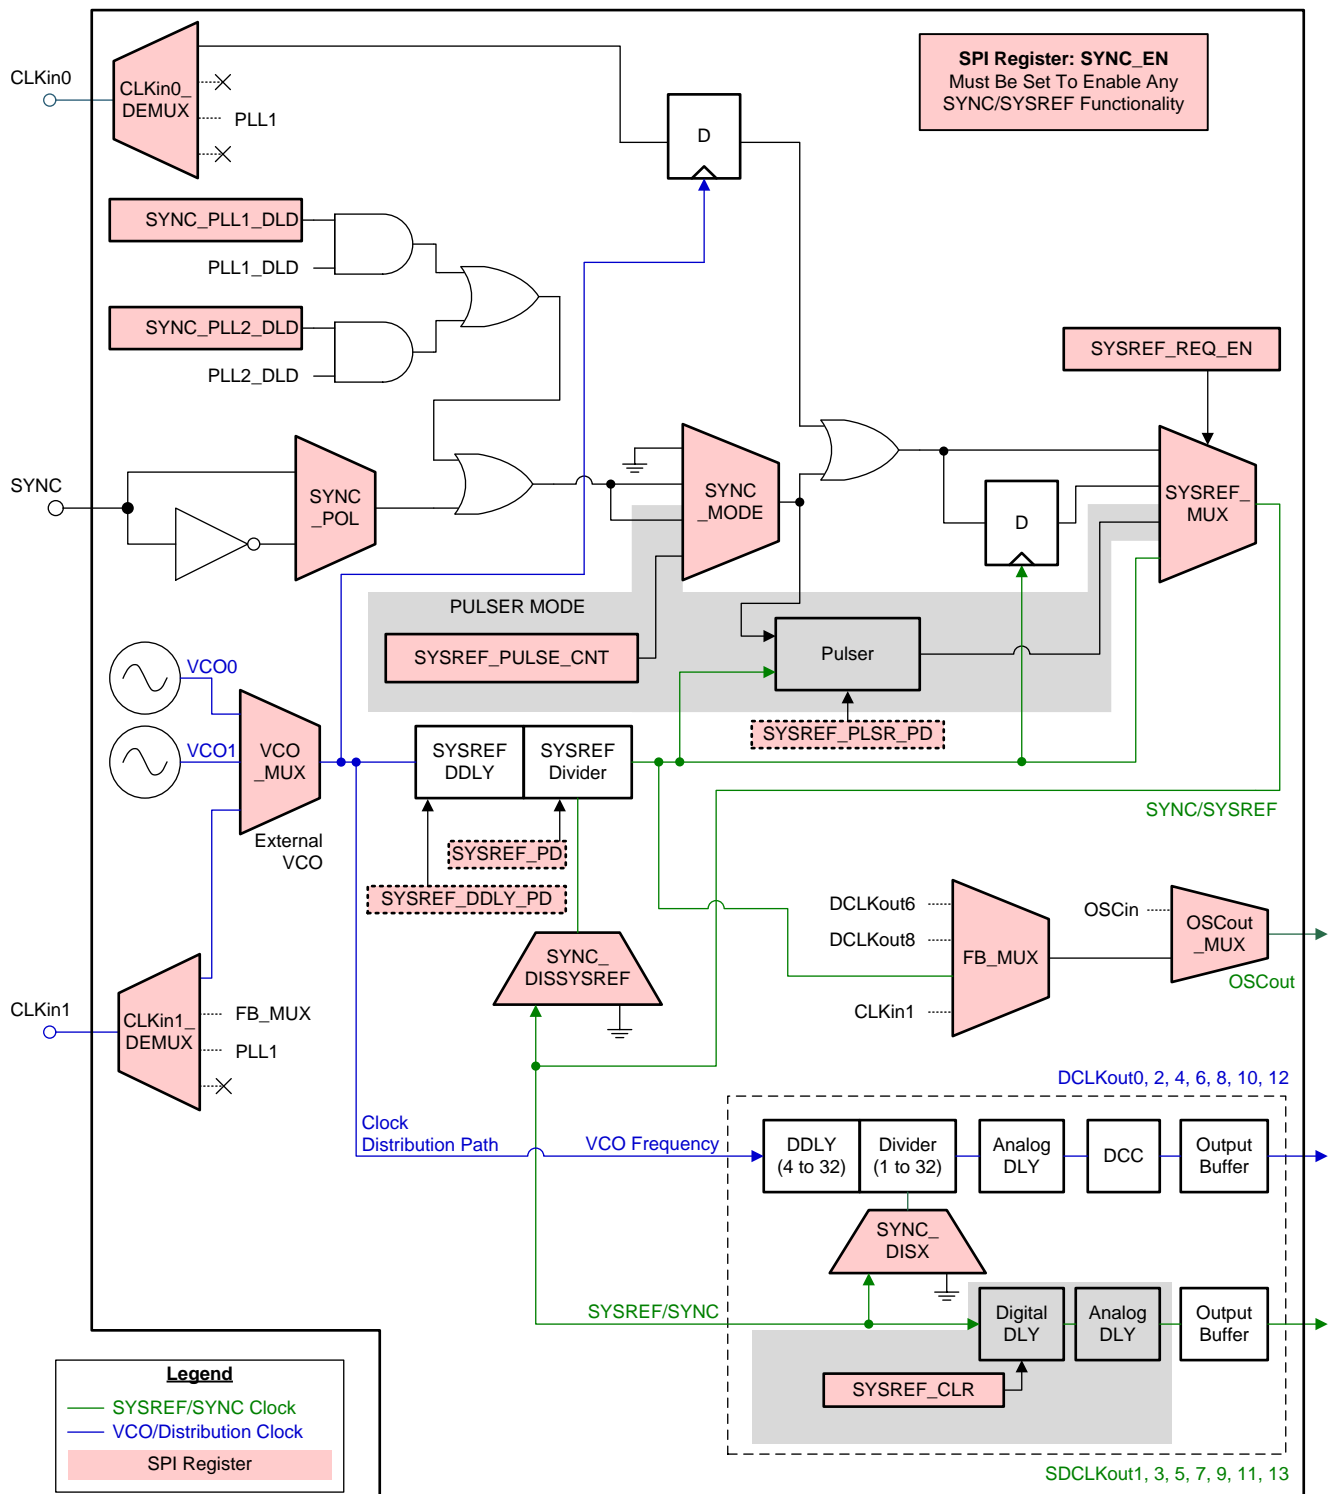 SPI Register: SYNC_EN
Must Be Set To Enable Any
SYNC/SYSREF Functionality
CLKin0
CLKin0_
DEMUX
PLL1
D
SYNC_PLL1_DLD
PLL1_DLD
SYNC_PLL2_DLD
PLL2_DLD
SYSREF_REQ_EN
SYNC
SYNC
_POL
SYNC
_MODE
D
SYSREF_
MUX
PULSER MODE
SYSREF_PULSE_CNT
Pulser
SYSREF_PLSR_PD
VCO0
VCO1
VCO
_MUX
External
VCO
SYSREF
DDLY
SYSREF
Divider
SYSREF_PD
SYSREF_DDLY_PD
SYNC/SYSREF
SYNC_
DISSYSREF
DCLKout6
DCLKout8
CLKin1
FB_MUX
OSCin
OSCout
_MUX
OSCout
CLKin1
CLKin1_
DEMUX
FB_MUX
PLL1
DCLKout0, 2, 4, 6, 8, 10, 12
Clock
Distribution Path
VCO Frequency
DDLY
(4 to 32)
Divider
(1 to 32)
Analog
DLY
DCC
Output
Buffer
SYNC_
DISX
SYSREF/SYNC
Digital
DLY
Analog
DLY
Output
Buffer
SYSREF_CLR
SDCLKout1, 3, 5, 7, 9, 11, 13
Legend
SYSREF/SYNC Clock
VCO/Distribution Clock
SPI Register